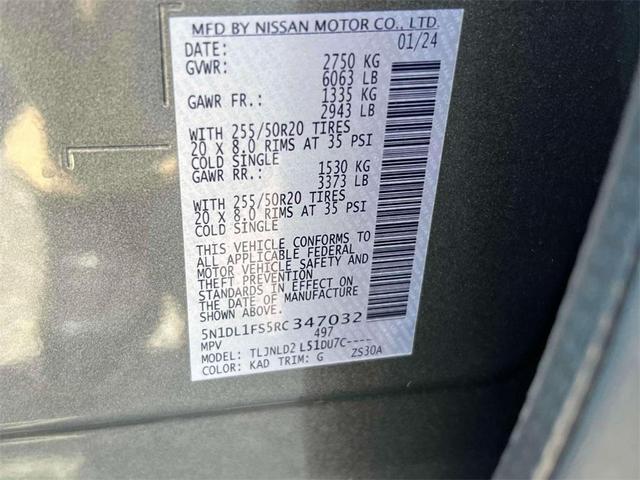 MFD BY NISSAN MOTOR CO., LTD.
DATE: 01/24
GVWR: 2750 KG
6063 LB
GAWR FR.: 1335 KG
2943 LB
WITH 255/50R20 TIRES
20 X 8.0 RIMS AT 35 PSI
COLD SINGLE
GAWR RR.: 1530 KG
3373 LB
WITH 255/50R20 TIRES
20 X 8.0 RIMS AT 35 PSI
COLD SINGLE
THIS VEHICLE CONFORMS TO
ALL APPLICABLE FEDERAL
MOTOR VEHICLE SAFETY AND
THEFT PREVENTION
STANDARDS IN EFFECT ON
THE DATE OF MANUFACTURE
SHOWN ABOVE.
5N1DL1FS5RC347032
MPV 497
MODEL: TLJNLD2 L51DU7C----
COLOR: KAD TRIM: G ZS30A